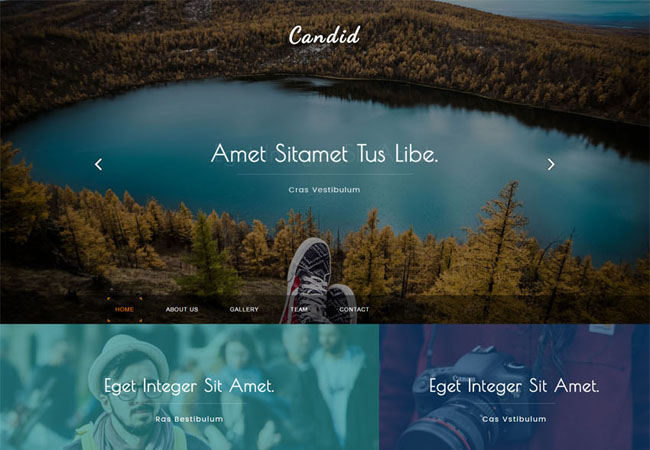 Candid
Amet Sitamet Tus Libe.
Cras Vestibulum
HOME ABOUT US GALLERY TEAM CONTACT
Eget Integer Sit Amet.
Ras Bestibulum
Eget Integer Sit Amet.
Cas Vstibulum